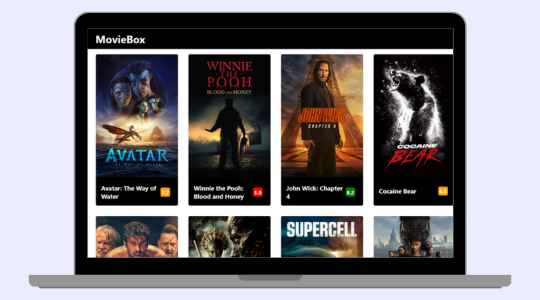 MovieBox
AVATAR
THE WAY OF WATER
Avatar: The Way of Water
7.7
WINNIE
THE
POOH
BLOOD AND HONEY
Winnie the Pooh:
Blood and Honey
5.9
JOHN WICK
CHAPTER 4
John Wick: Chapter
4
8.2
COCAINE
BEAR
Cocaine Bear
SUPERCELL